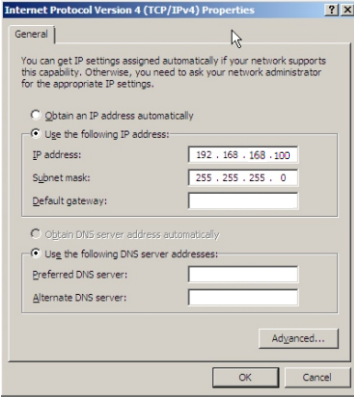 Internet Protocol Version 4 (TCP/IPv4) Properties ? X
General
You can get IP settings assigned automatically if your network supports
this capability. Otherwise, you need to ask your network administrator
for the appropriate IP settings.
Obtain an IP address automatically
Use the following IP address:
IP address: 192 . 168 . 168 . 100
Subnet mask: 255 . 255 . 255 . 0
Default gateway:
Obtain DNS server address automatically
Use the following DNS server addresses:
Preferred DNS server:
Alternate DNS server:
Advanced...
OK Cancel